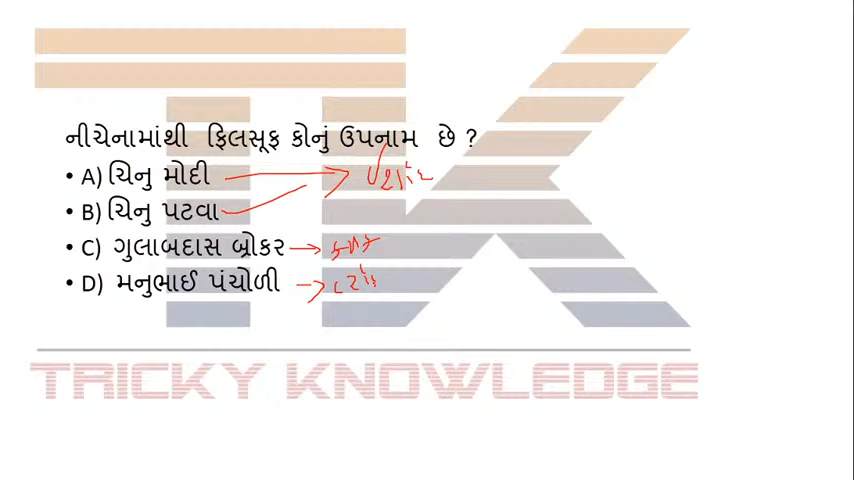 નીચેનામાંથી ફિલસૂફ કોનું ઉપનામ છે ?
• A) ચિનુ મોદી
• B) ચિનુ પટવા
• C) ગુલાબદાસ બ્રોકર
• D) મનુભાઈ પંચોળી
TRICKY KNOWLEDGE